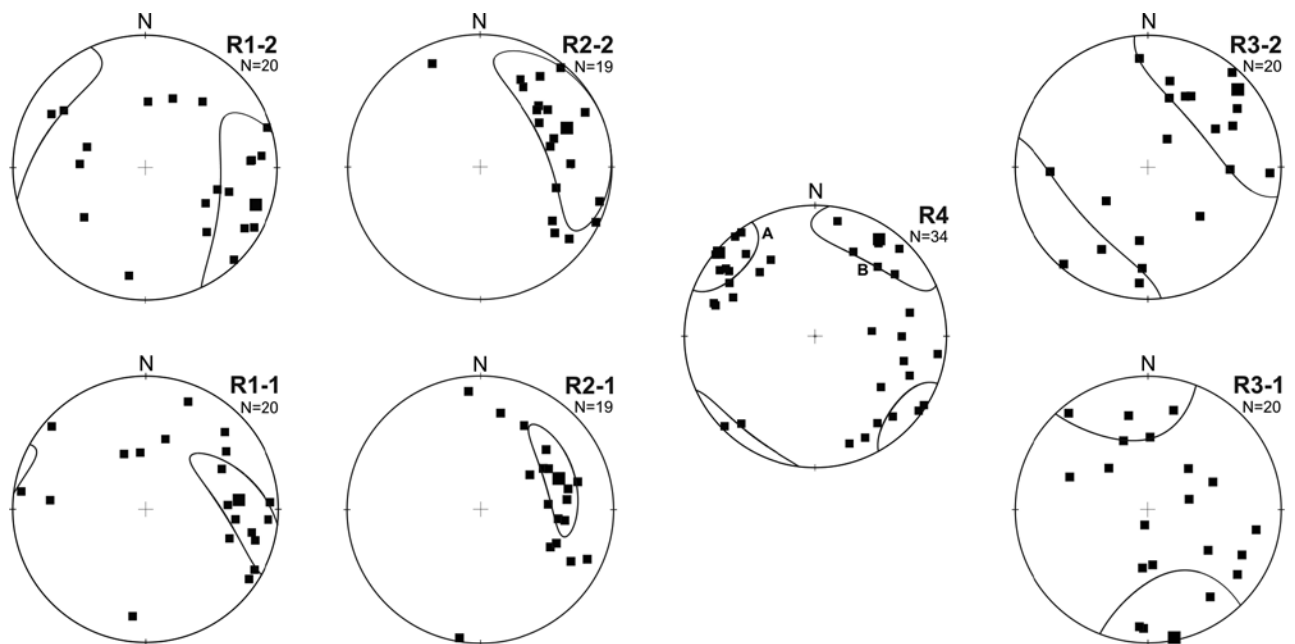 N
R1-2
N=20
N
R2-2
N=19
N
R3-2
N=20
N
R4
N=34
A
B
N
R1-1
N=20
N
R2-1
N=19
N
R3-1
N=20